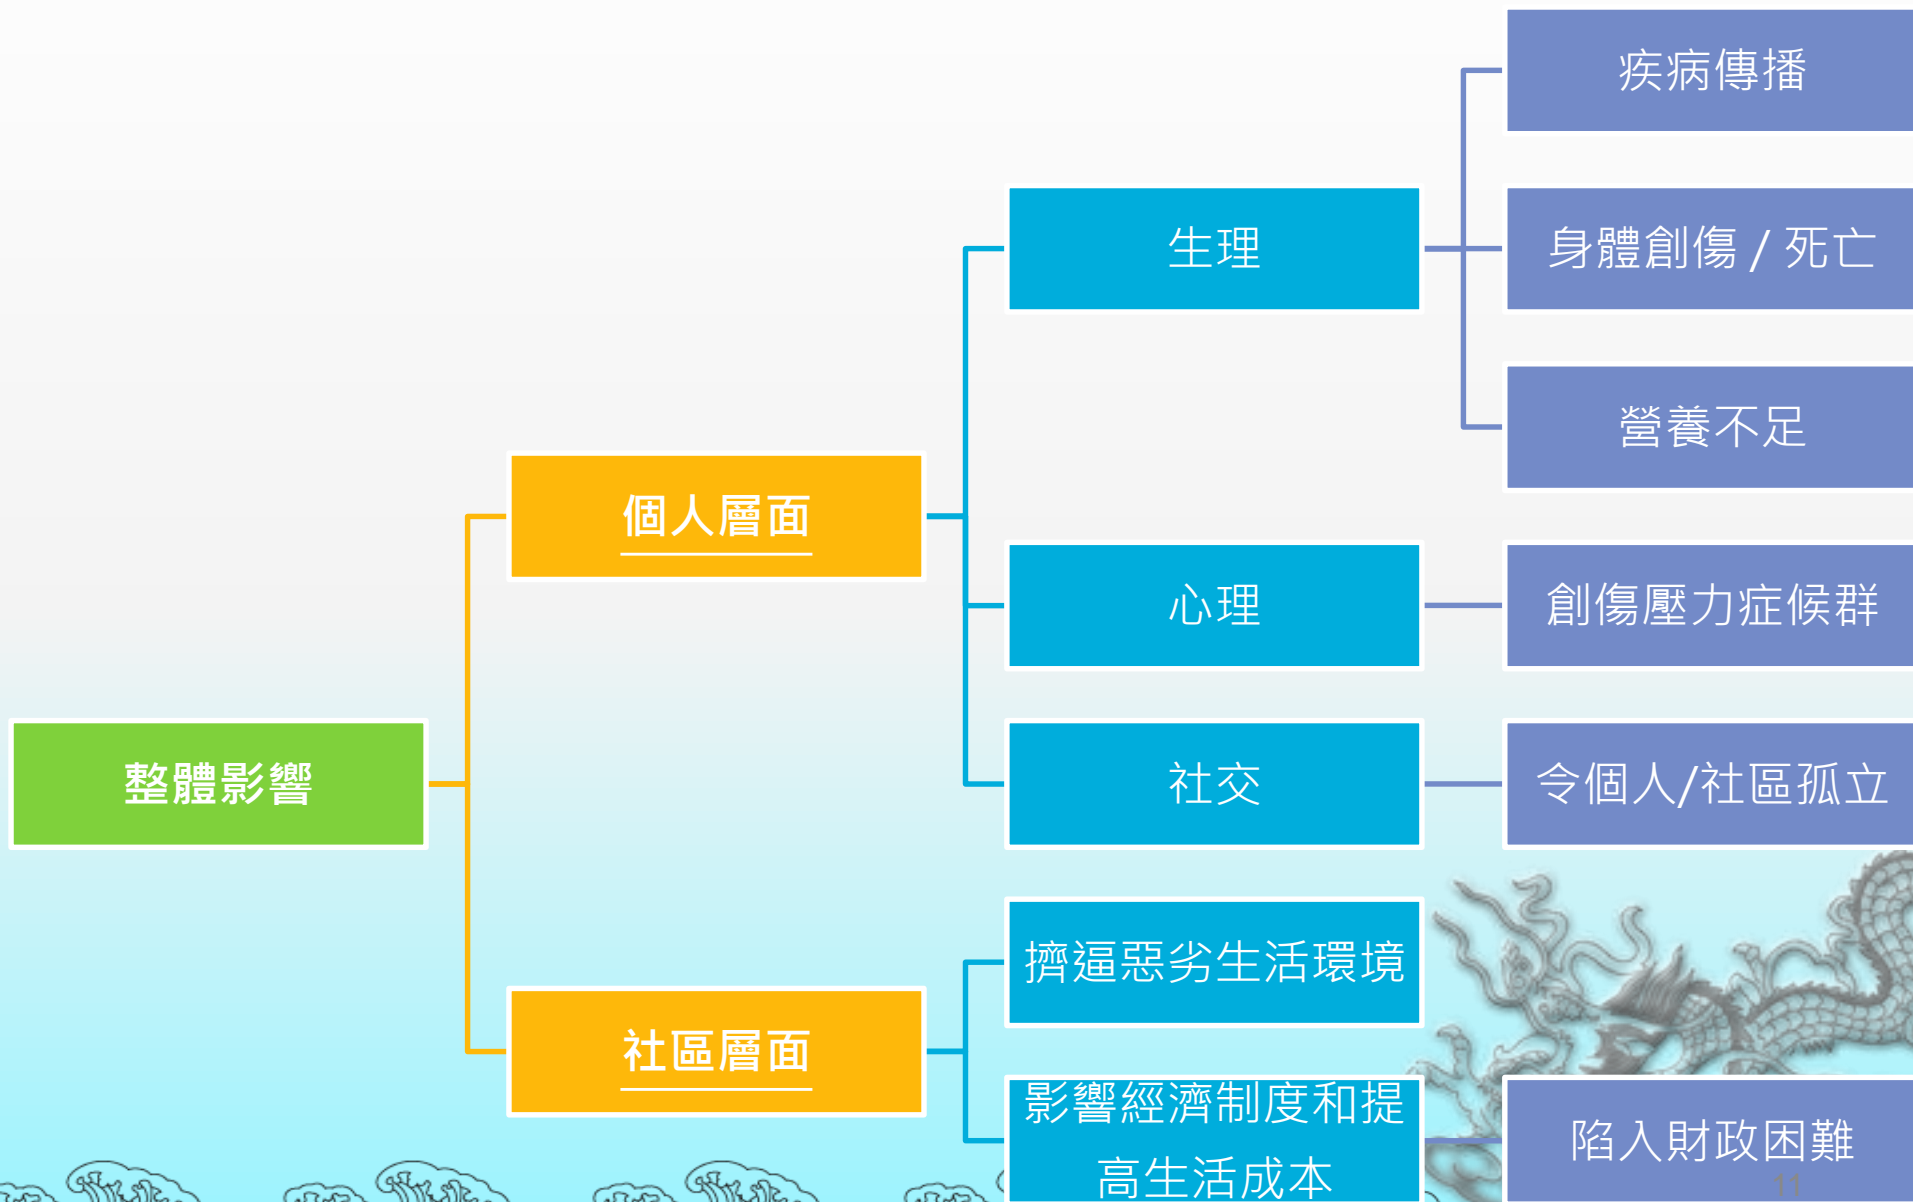 疾病傳播
生理
身體創傷 / 死亡
營養不足
個人層面
心理
創傷壓力症候群
整體影響
社交
令個人/社區孤立
擠逼惡劣生活環境
社區層面
影響經濟制度和提
高生活成本
陷入財政困難
11